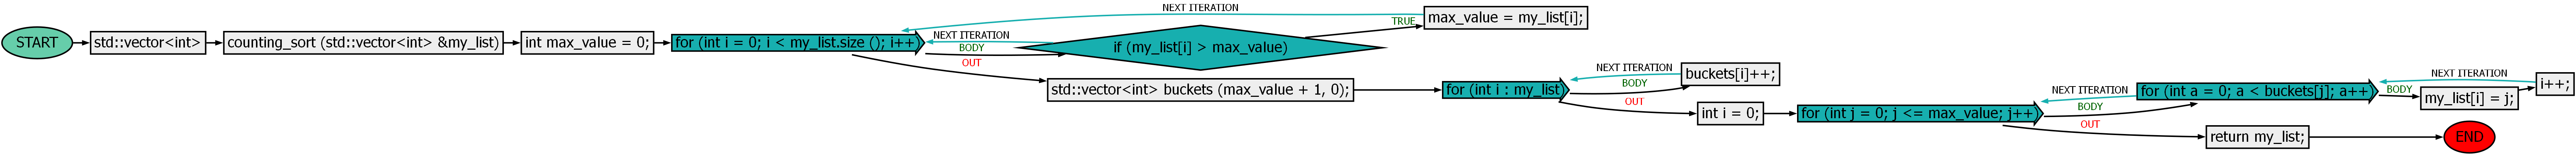 START
std::vector<int>
counting_sort (std::vector<int> &my_list)
int max_value = 0;
for (int i = 0; i < my_list.size (); i++)
NEXT ITERATION
NEXT ITERATION
BODY
OUT
if (my_list[i] > max_value)
TRUE
max_value = my_list[i];
std::vector<int> buckets (max_value + 1, 0);
for (int i : my_list)
NEXT ITERATION
BODY
OUT
buckets[i]++;
int i = 0;
for (int j = 0; j <= max_value; j++)
NEXT ITERATION
BODY
OUT
for (int a = 0; a < buckets[j]; a++)
NEXT ITERATION
BODY
my_list[i] = j;
i++;
return my_list;
END